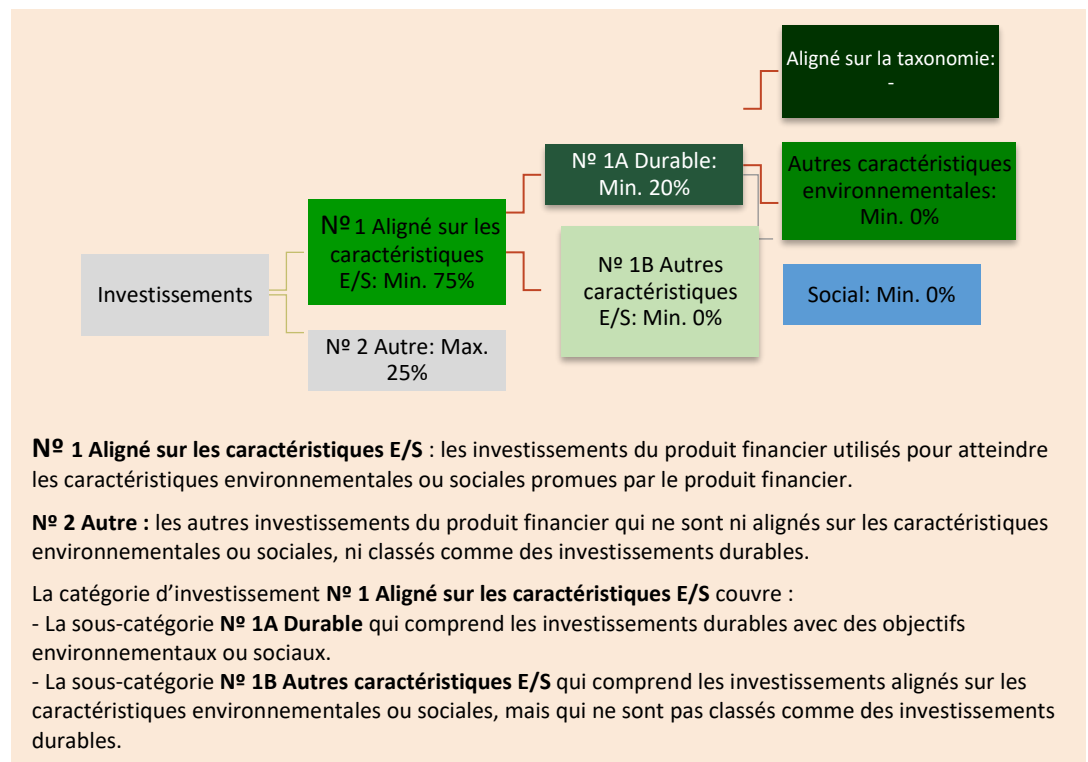 Aligné sur la taxonomie:
-
Nº 1A Durable:
Min. 20%
Autres caractéristiques
environnementales:
Min. 0%
Nº 1 Aligné sur les
caractéristiques
E/S: Min. 75%
Nº 1B Autres
caractéristiques
E/S: Min. 0%
Investissements
Social: Min. 0%
Nº 2 Autre: Max.
25%
Nº 1 Aligné sur les caractéristiques E/S : les investissements du produit financier utilisés pour atteindre
les caractéristiques environnementales ou sociales promues par le produit financier.
Nº 2 Autre : les autres investissements du produit financier qui ne sont ni alignés sur les caractéristiques
environnementales ou sociales, ni classés comme des investissements durables.
La catégorie d’investissement Nº 1 Aligné sur les caractéristiques E/S couvre :
- La sous-catégorie Nº 1A Durable qui comprend les investissements durables avec des objectifs
environnementaux ou sociaux.
- La sous-catégorie Nº 1B Autres caractéristiques E/S qui comprend les investissements alignés sur les
caractéristiques environnementales ou sociales, mais qui ne sont pas classés comme des investissements
durables.